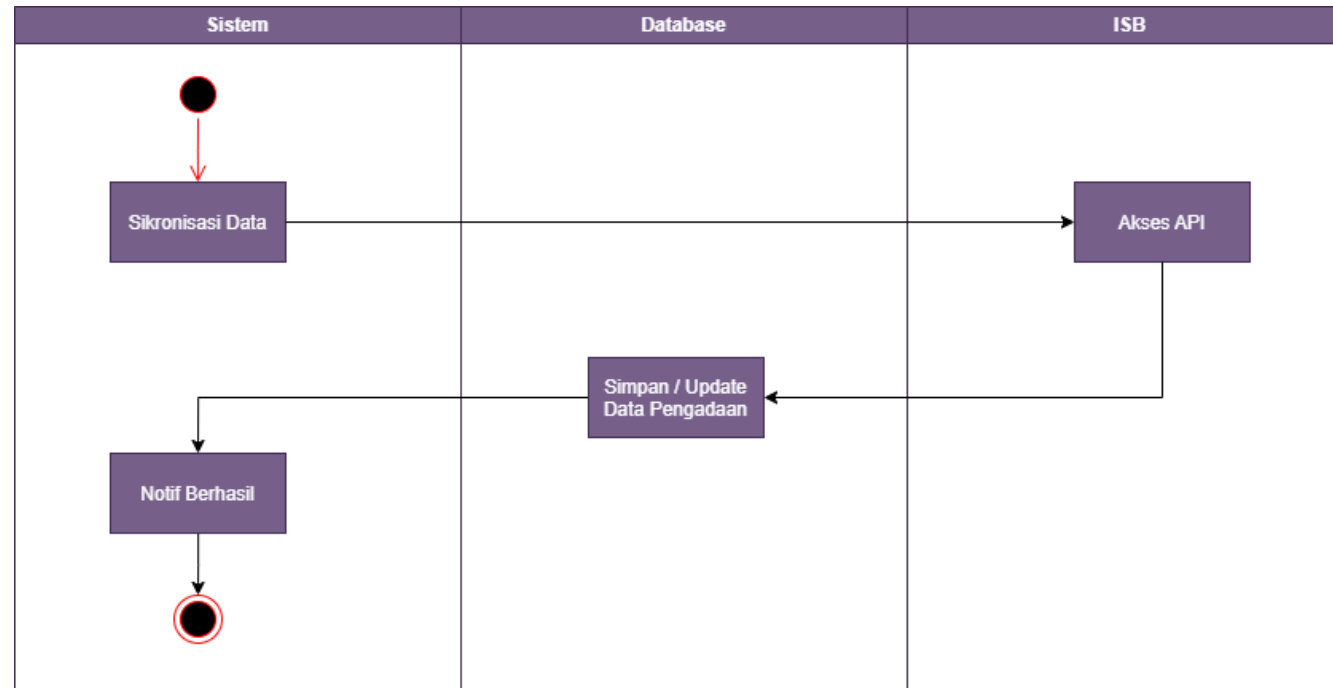 Sistem
Database
ISB
Sikronisasi Data
Akses API
Simpan / Update
Data Pengadaan
Notif Berhasil